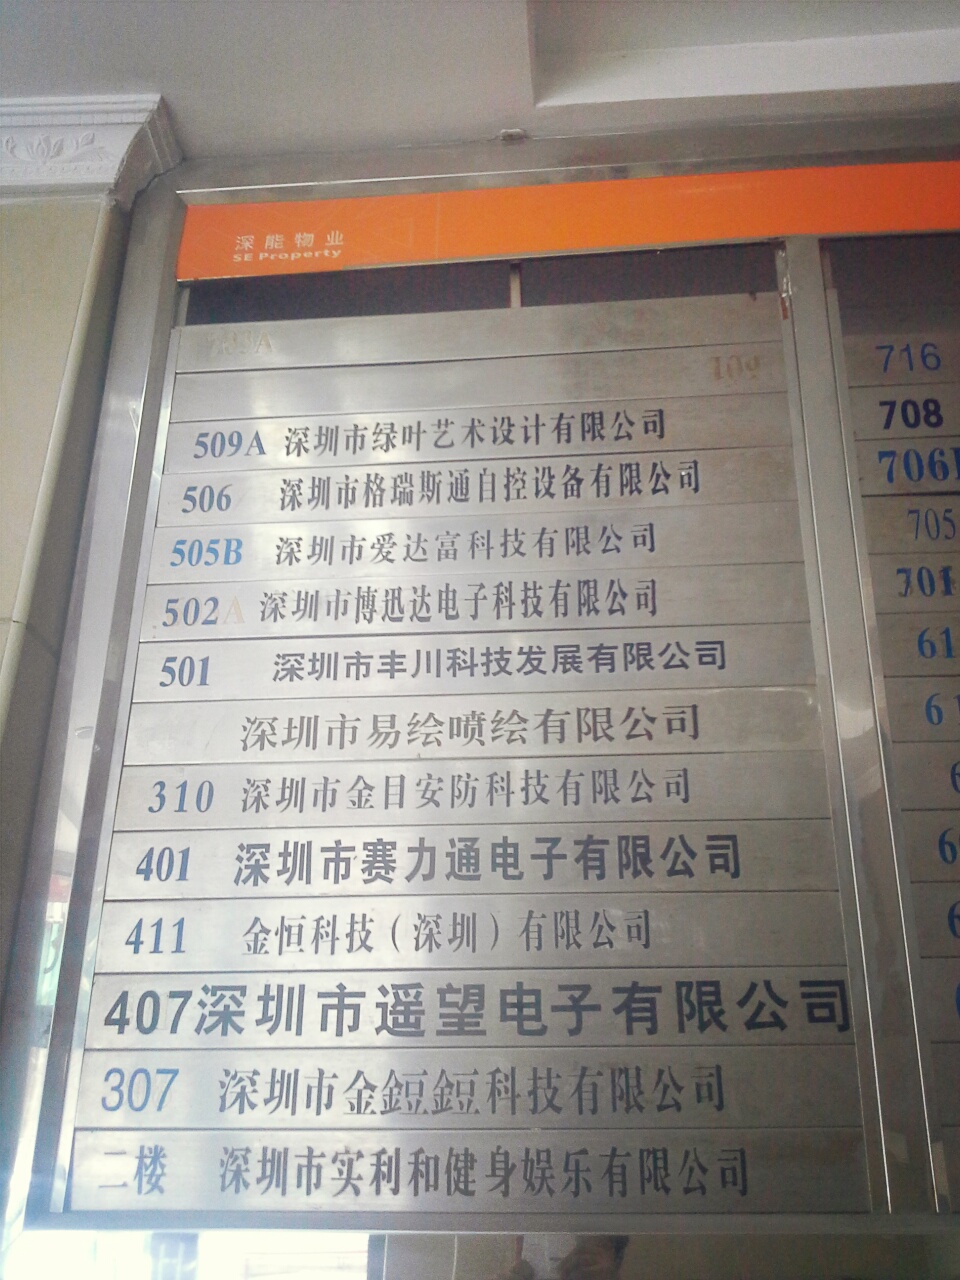 深能物业
SE Property
509A 深圳市绿叶艺术设计有限公司
506 深圳市格瑞斯通自控设备有限公司
505B 深圳市爱达富科技有限公司
502A 深圳市博迅达电子科技有限公司
501 深圳市丰川科技发展有限公司
深圳市易绘喷绘有限公司
310 深圳市金目安防科技有限公司
401 深圳市赛力通电子有限公司
411 金恒科技（深圳）有限公司
407深圳市遥望电子有限公司
307 深圳市金鋀鋀科技有限公司
二楼 深圳市实利和健身娱乐有限公司
716
708
706
705
701